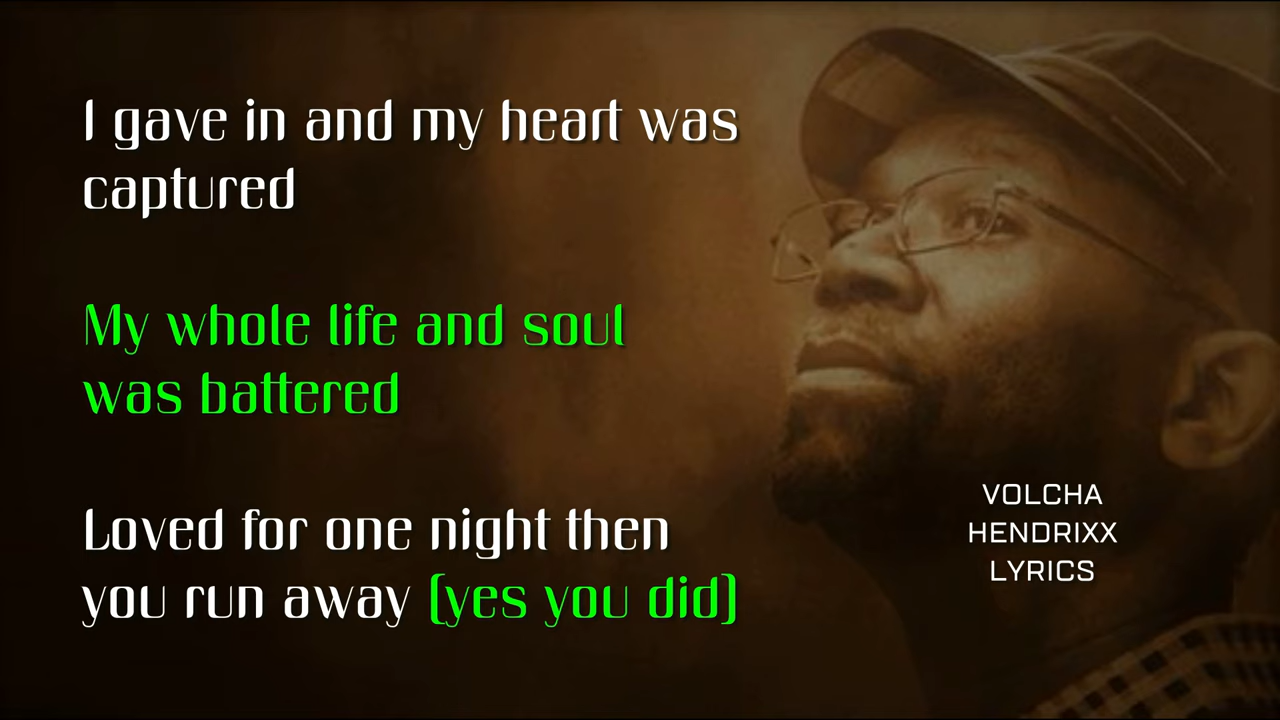 I gave in and my heart was
captured
My whole life and soul
was battered
Loved for one night then
you run away (yes you did)
VOLCHA
HENDRIXX
LYRICS